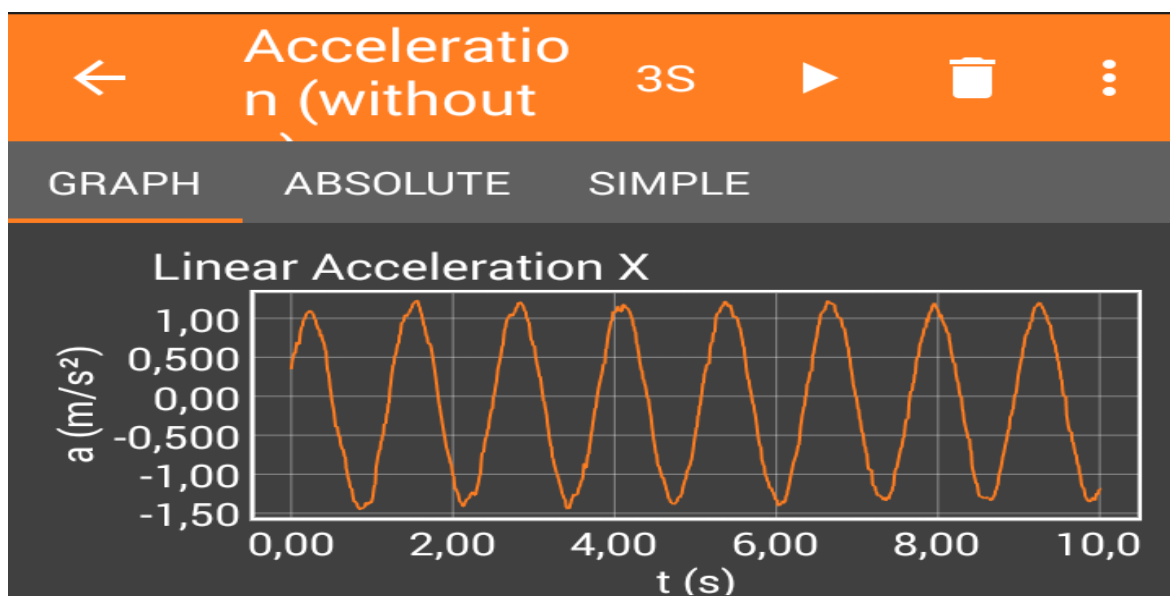 Acceleratio
n (without
3S
GRAPH ABSOLUTE SIMPLE
Linear Acceleration X
a (m/s²)
1,00
0,500
0,00
-0,500
-1,00
-1,50
0,00 2,00 4,00 6,00 8,00 10,0
t (s)